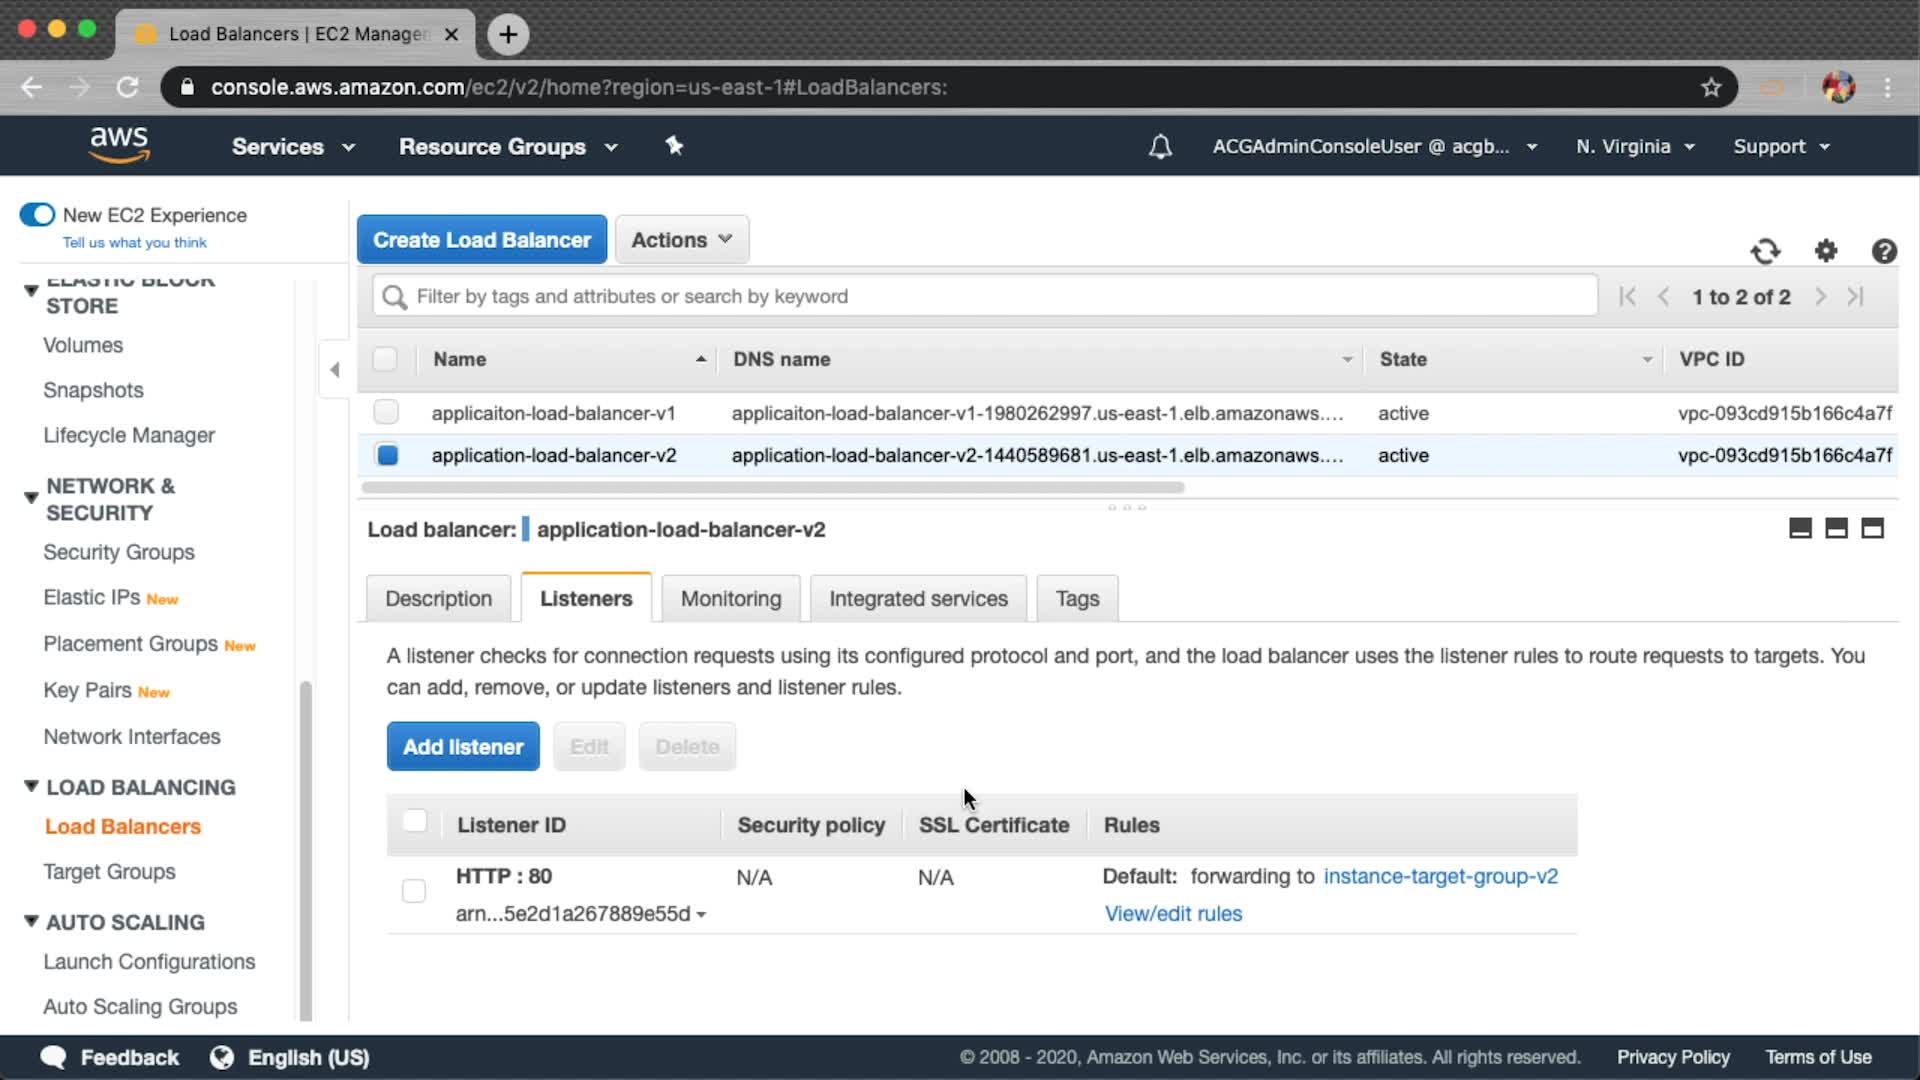 Load Balancers | EC2 Manage
console.aws.amazon.com/ec2/v2/home?region=us-east-1#LoadBalancers:
aws
Services
Resource Groups
ACGAdminConsoleUser @ acgb...
N. Virginia
Support
New EC2 Experience
Tell us what you think
ELASTIC BLOCK
STORE
Volumes
Snapshots
Lifecycle Manager
NETWORK &
SECURITY
Security Groups
Elastic IPs New
Placement Groups New
Key Pairs New
Network Interfaces
LOAD BALANCING
Load Balancers
Target Groups
AUTO SCALING
Launch Configurations
Auto Scaling Groups
Create Load Balancer
Actions
Filter by tags and attributes or search by keyword
1 to 2 of 2
Name
DNS name
State
VPC ID
applicaiton-load-balancer-v1
applicaiton-load-balancer-v1-1980262997.us-east-1.elb.amazonaws....
active
vpc-093cd915b166c4a7f
application-load-balancer-v2
application-load-balancer-v2-1440589681.us-east-1.elb.amazonaws....
active
vpc-093cd915b166c4a7f
Load balancer: application-load-balancer-v2
Description
Listeners
Monitoring
Integrated services
Tags
A listener checks for connection requests using its configured protocol and port, and the load balancer uses the listener rules to route requests to targets. You
can add, remove, or update listeners and listener rules.
Add listener
Edit
Delete
Listener ID
Security policy
SSL Certificate
Rules
HTTP : 80
arn...5e2d1a267889e55d
N/A
N/A
Default: forwarding to instance-target-group-v2
View/edit rules
Feedback
English (US)
© 2008 - 2020, Amazon Web Services, Inc. or its affiliates. All rights reserved.
Privacy Policy
Terms of Use